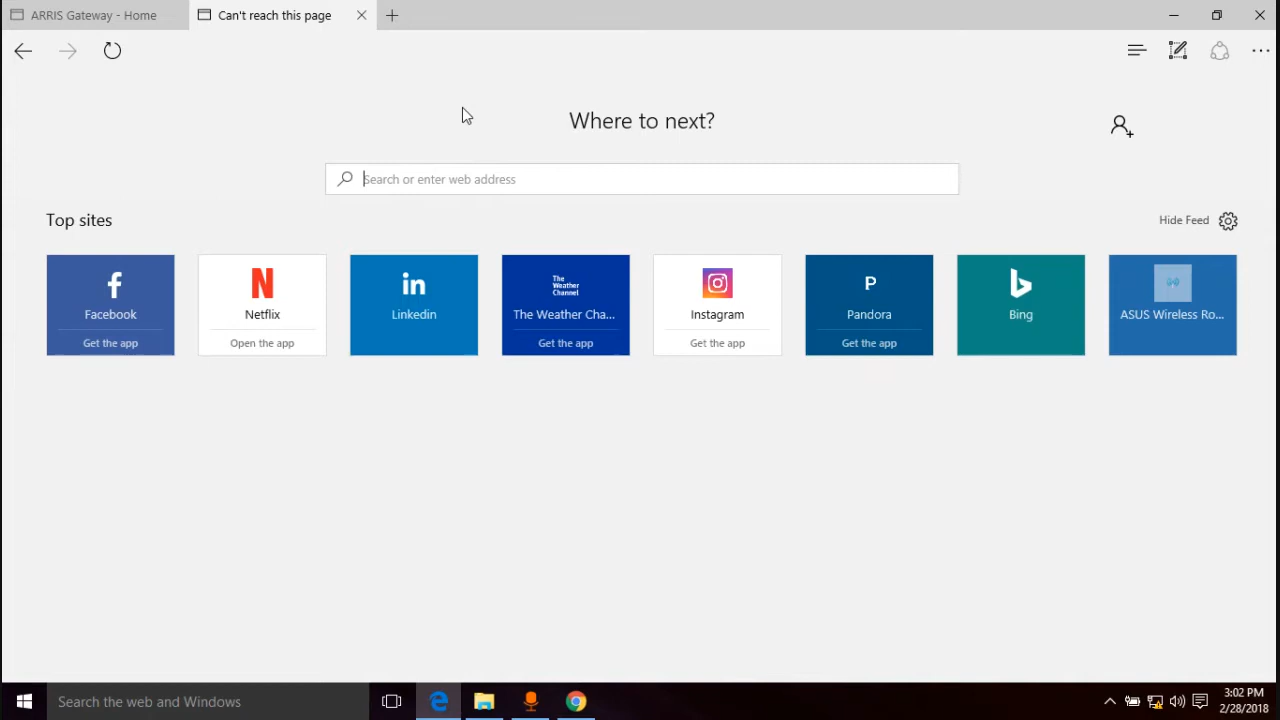 ARRIS Gateway - Home
Can't reach this page
Where to next?
Search or enter web address
Top sites
Hide Feed
f
Facebook
Get the app
N
Netflix
Open the app
in
Linkedin
The Weather Channel
The Weather Cha...
Get the app
Instagram
Get the app
P
Pandora
Get the app
b
Bing
ASUS Wireless Ro...
Search the web and Windows
3:02 PM
2/28/2018